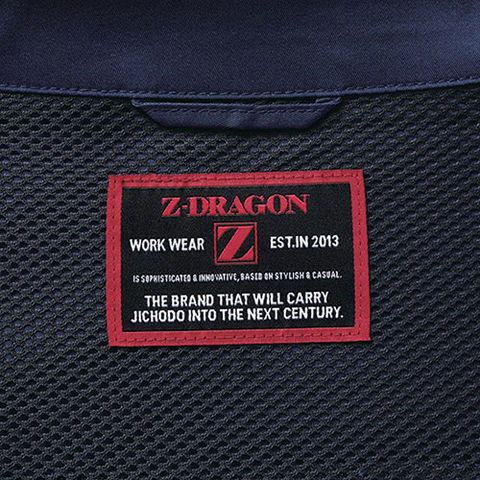 Z-DRAGON
WORK WEAR Z EST.IN 2013
IS SOPHISTICATED & INNOVATIVE, BASED ON STYLISH & CASUAL.
THE BRAND THAT WILL CARRY
JICHODO INTO THE NEXT CENTURY.